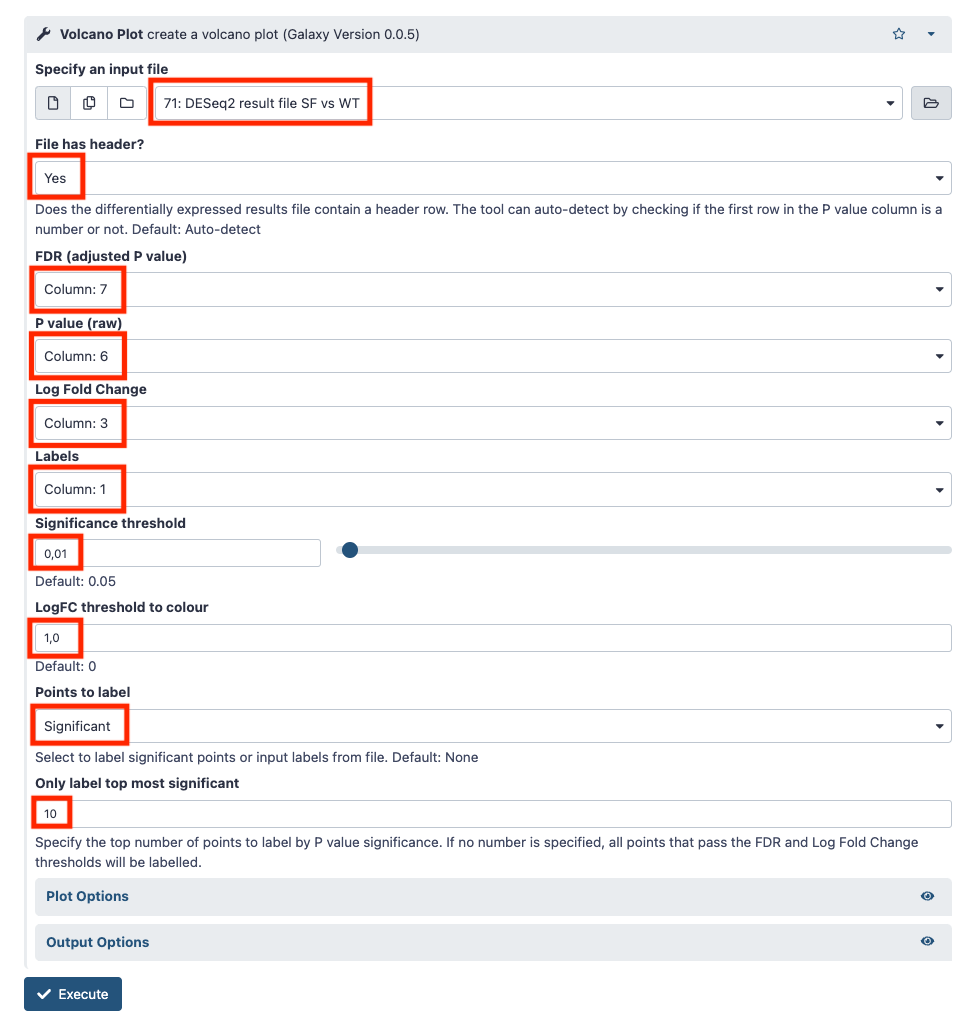 Volcano Plot create a volcano plot (Galaxy Version 0.0.5)
Specify an input file
71: DESeq2 result file SF vs WT
File has header?
Yes
Does the differentially expressed results file contain a header row. The tool can auto-detect by checking if the first row in the P value column is a
number or not. Default: Auto-detect
FDR (adjusted P value)
Column: 7
P value (raw)
Column: 6
Log Fold Change
Column: 3
Labels
Column: 1
Significance threshold
0,01
Default: 0.05
LogFC threshold to colour
1,0
Default: 0
Points to label
Significant
Select to label significant points or input labels from file. Default: None
Only label top most significant
10
Specify the top number of points to label by P value significance. If no number is specified, all points that pass the FDR and Log Fold Change
thresholds will be labelled.
Plot Options
Output Options
Execute